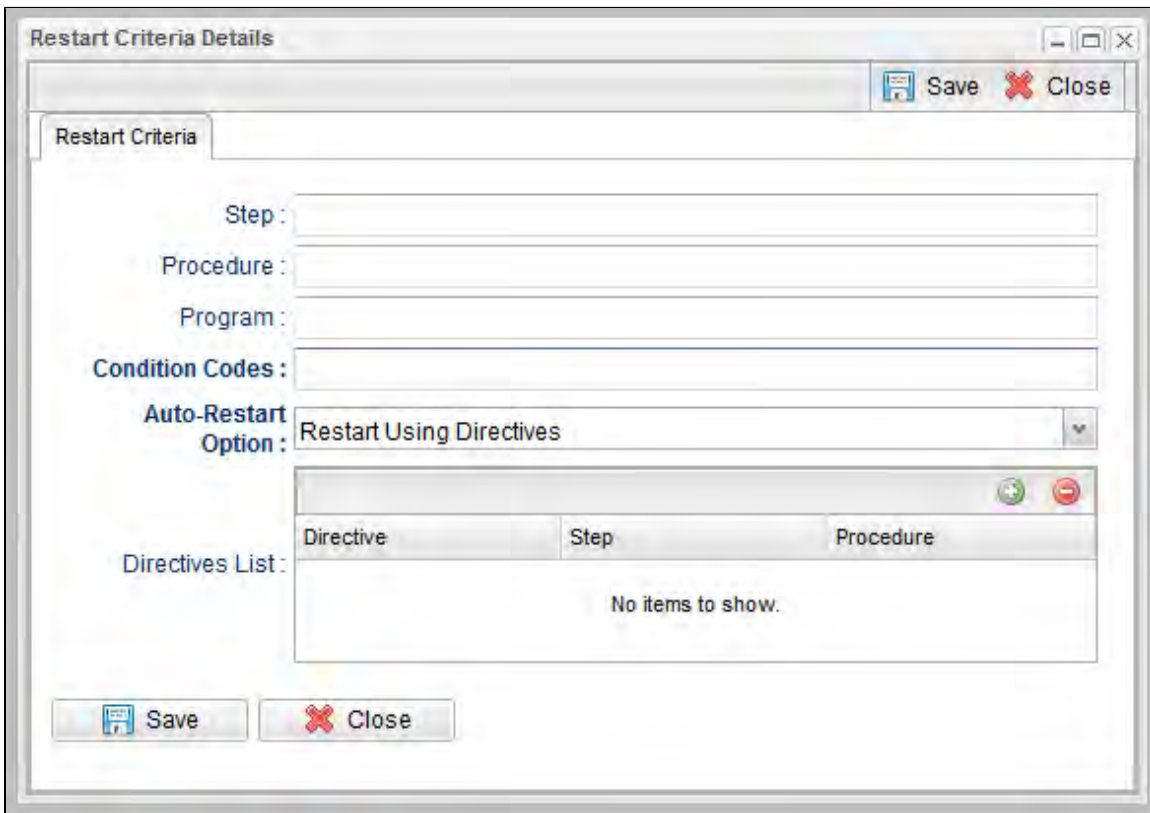 Restart Criteria Details
Save Close
Restart Criteria
Step :
Procedure :
Program :
Condition Codes :
Auto-Restart
Option : Restart Using Directives
Directive Step Procedure
Directives List :
No items to show.
Save Close